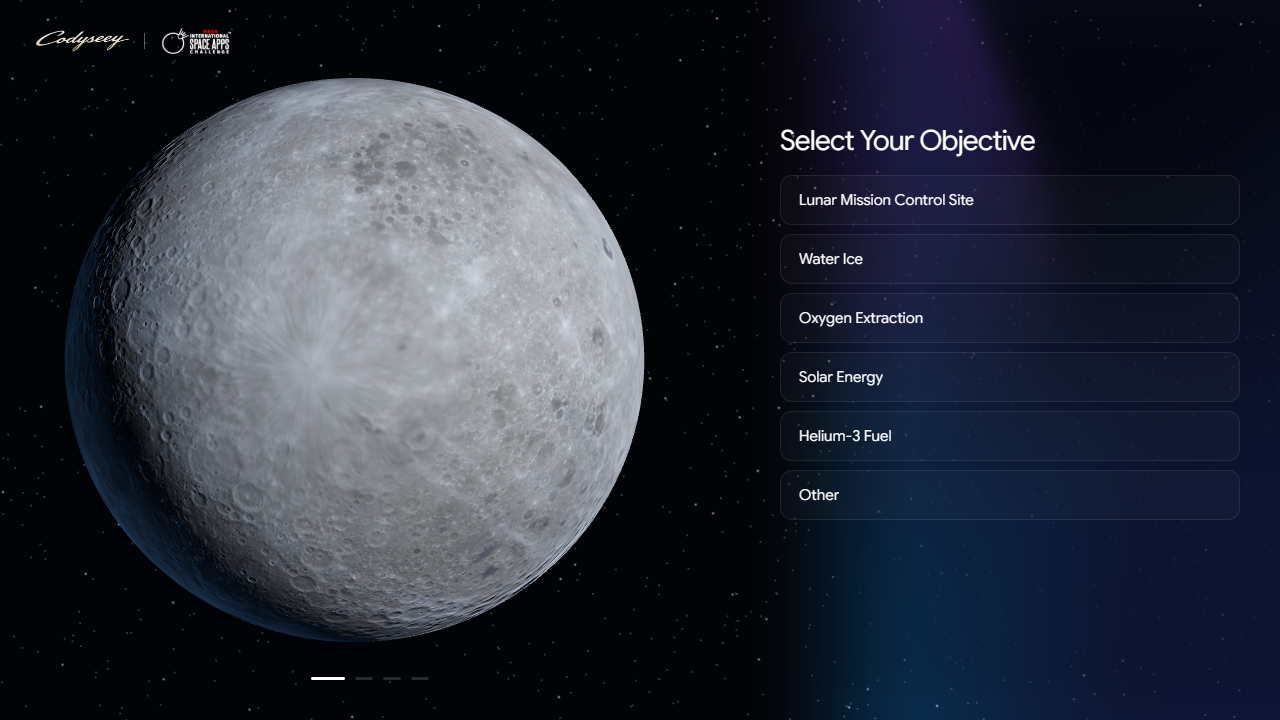 Codyseey
NASA
INTERNATIONAL
SPACE APPS
CHALLENGE
Select Your Objective
Lunar Mission Control Site
Water Ice
Oxygen Extraction
Solar Energy
Helium-3 Fuel
Other